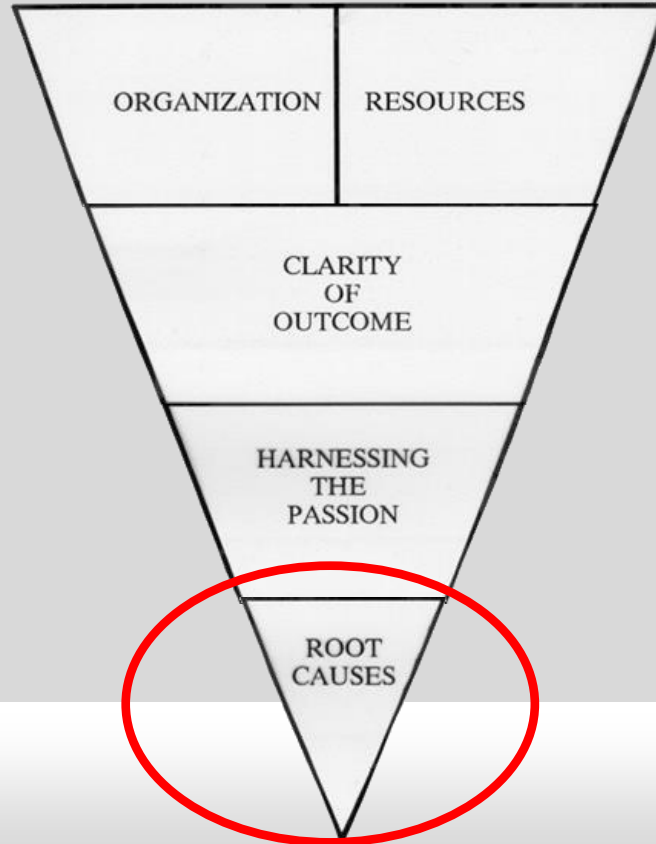 ORGANIZATION
RESOURCES
CLARITY
OF
OUTCOME
HARNESSING
THE
PASSION
ROOT
CAUSES